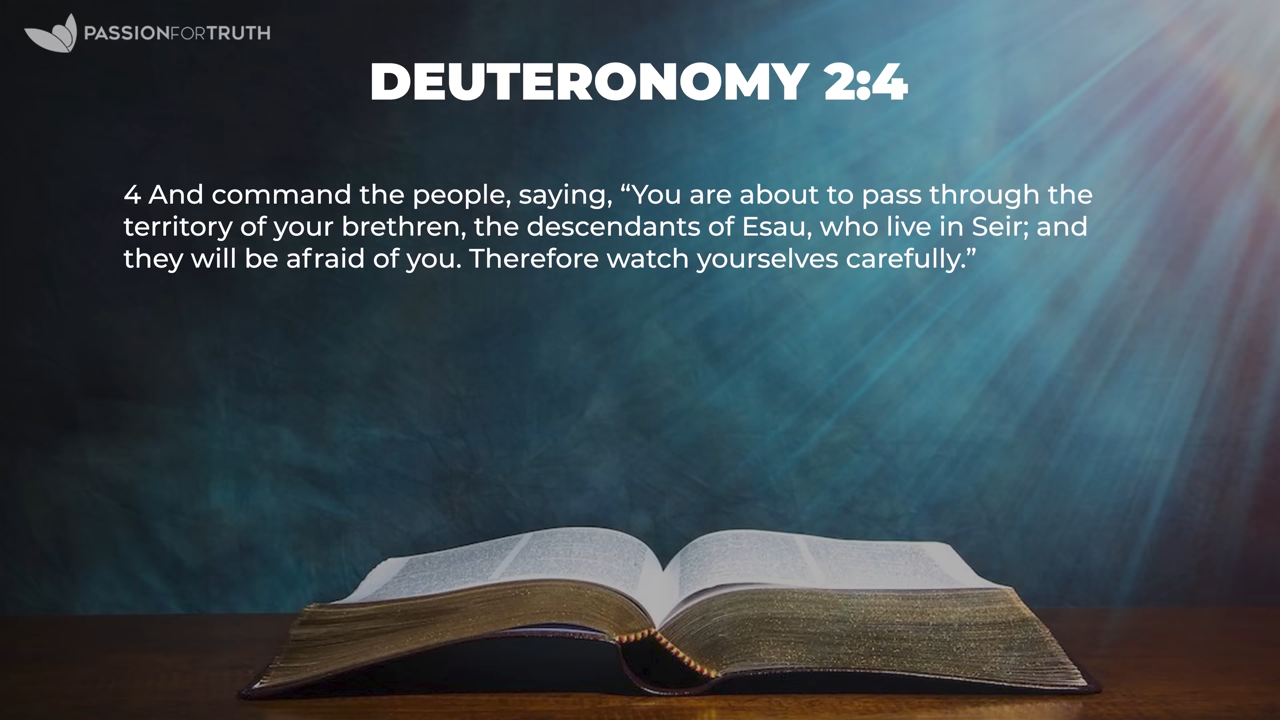 PASSIONFORTRUTH
DEUTERONOMY 2:4
4 And command the people, saying, “You are about to pass through the
territory of your brethren, the descendants of Esau, who live in Seir; and
they will be afraid of you. Therefore watch yourselves carefully.”